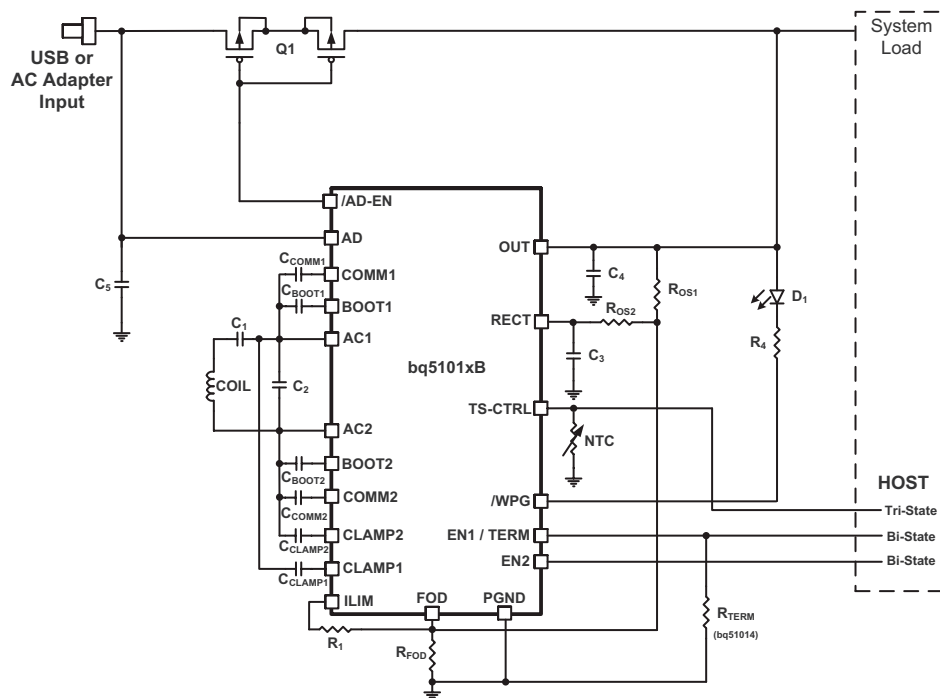 USB or
AC Adapter
Input
Q1
System
Load
/AD-EN
AD
C5
CCOMM1
COMM1
CBOOT1
BOOT1
C1
AC1
COIL
C2
AC2
CBOOT2
BOOT2
CCOMM2
COMM2
CCLAMP2
CLAMP2
CCLAMP1
CLAMP1
ILIM
R1
FOD
PGND
RFOD
bq5101xB
OUT
C4
ROS1
ROS2
RECT
C3
D1
R4
TS-CTRL
NTC
/WPG
EN1 / TERM
EN2
HOST
Tri-State
Bi-State
Bi-State
RTERM
(bq51014)